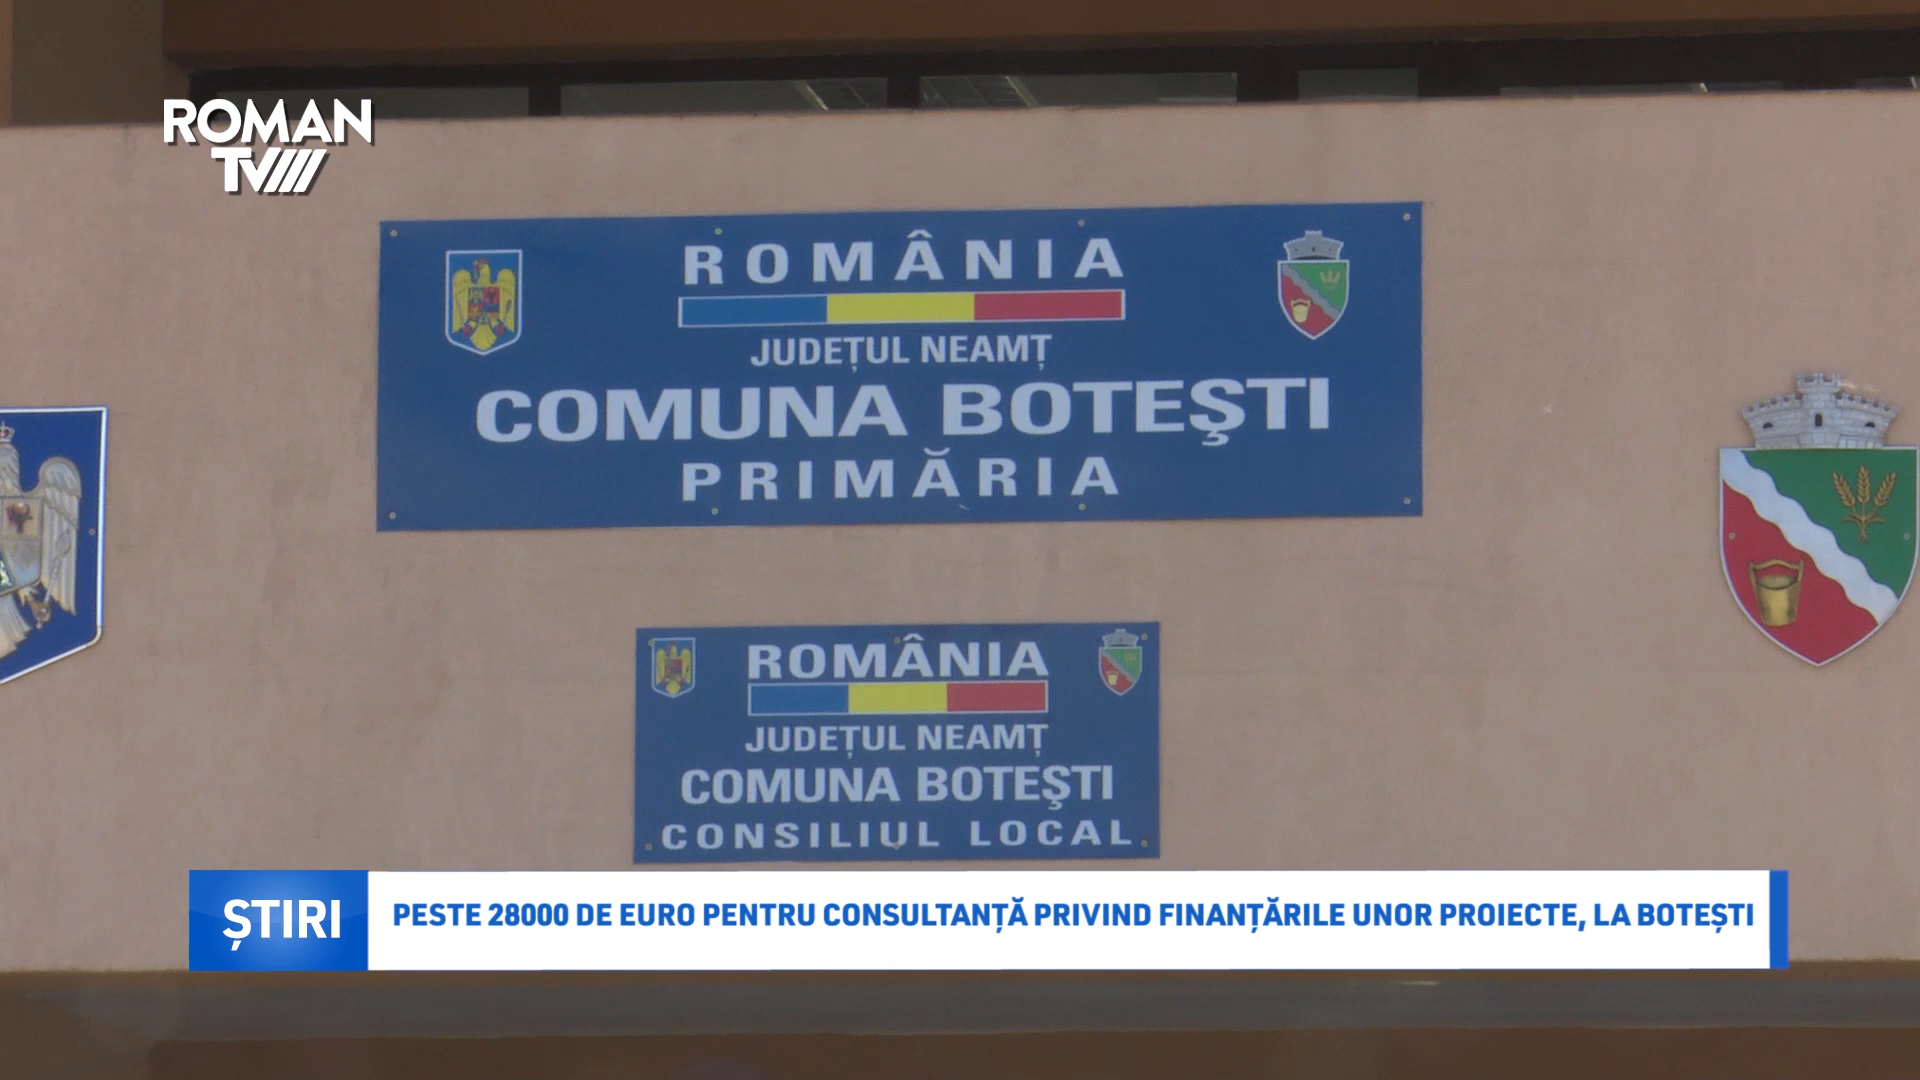 ROMAN
TV
ROMÂNIA
JUDEȚUL NEAMȚ
COMUNA BOTEŞTI
PRIMĂRIA
ROMÂNIA
JUDEȚUL NEAMȚ
COMUNA BOTEŞTI
CONSILIUL LOCAL
ȘTIRI
PESTE 28000 DE EURO PENTRU CONSULTANȚĂ PRIVIND FINANȚĂRILE UNOR PROIECTE, LA BOTEȘTI